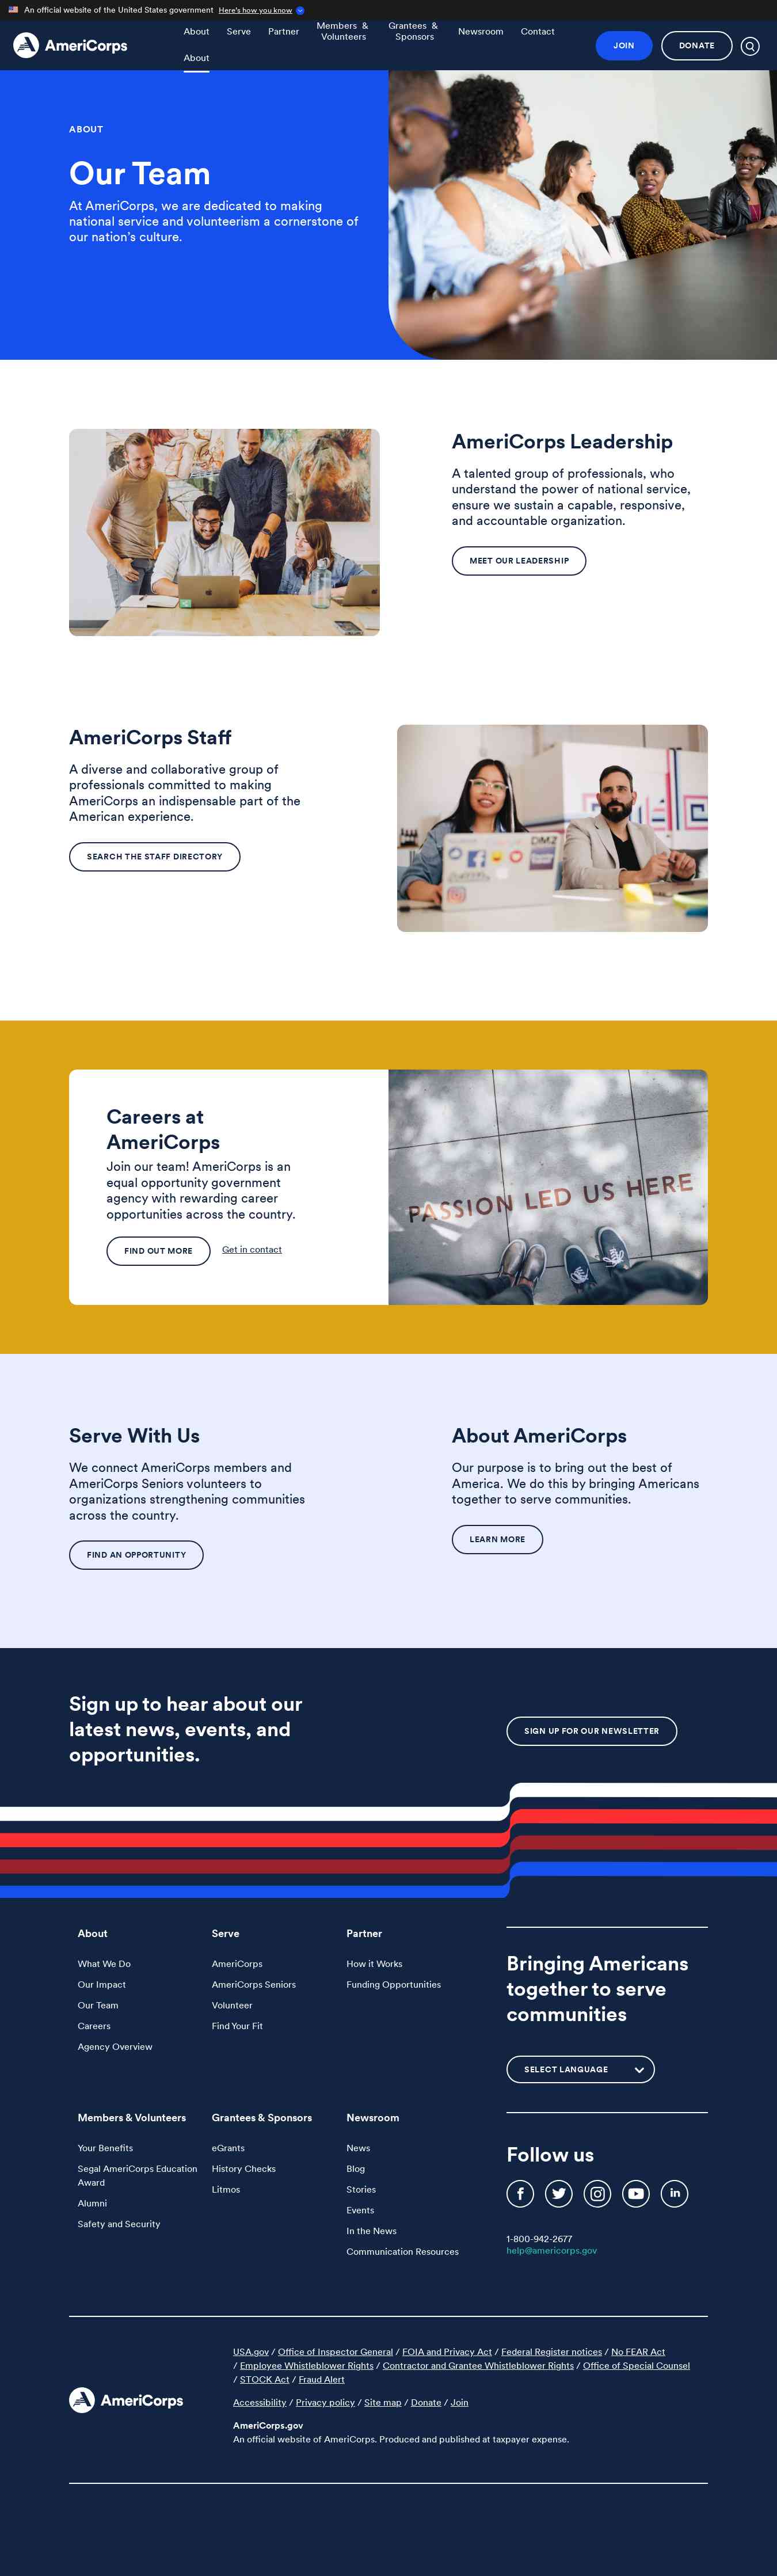 An official website of the United States government Here's how you know
AmeriCorps
About
Serve
Partner
Members & Volunteers
Grantees & Sponsors
Newsroom
Contact
About
JOIN
DONATE
ABOUT
Our Team
At AmeriCorps, we are dedicated to making
national service and volunteerism a cornerstone of
our nation's culture.
AmeriCorps Leadership
A talented group of professionals, who
understand the power of national service,
ensure we sustain a capable, responsive,
and accountable organization.
MEET OUR LEADERSHIP
AmeriCorps Staff
A diverse and collaborative group of
professionals committed to making
AmeriCorps an indispensable part of the
American experience.
SEARCH THE STAFF DIRECTORY
DMZ
Careers at
AmeriCorps
Join our team! AmeriCorps is an
equal opportunity government
agency with rewarding career
opportunities across the country.
FIND OUT MORE
Get in contact
PASSION LED US HERE
Serve With Us
We connect AmeriCorps members and
AmeriCorps Seniors volunteers to
organizations strengthening communities
across the country.
FIND AN OPPORTUNITY
About AmeriCorps
Our purpose is to bring out the best of
America. We do this by bringing Americans
together to serve communities.
LEARN MORE
Sign up to hear about our
latest news, events, and
opportunities.
SIGN UP FOR OUR NEWSLETTER
About
What We Do
Our Impact
Our Team
Careers
Agency Overview
Serve
AmeriCorps
AmeriCorps Seniors
Volunteer
Find Your Fit
Partner
How it Works
Funding Opportunities
Members & Volunteers
Your Benefits
Segal AmeriCorps Education
Award
Alumni
Safety and Security
Grantees & Sponsors
eGrants
History Checks
Litmos
Newsroom
News
Blog
Stories
Events
In the News
Communication Resources
Bringing Americans
together to serve
communities
SELECT LANGUAGE
Follow us
1-800-942-2677
help@americorps.gov
AmeriCorps
USA.gov / Office of Inspector General / FOIA and Privacy Act / Federal Register notices / No FEAR Act
/ Employee Whistleblower Rights / Contractor and Grantee Whistleblower Rights / Office of Special Counsel
/ STOCK Act / Fraud Alert
Accessibility / Privacy policy / Site map / Donate / Join
AmeriCorps.gov
An official website of AmeriCorps. Produced and published at taxpayer expense.